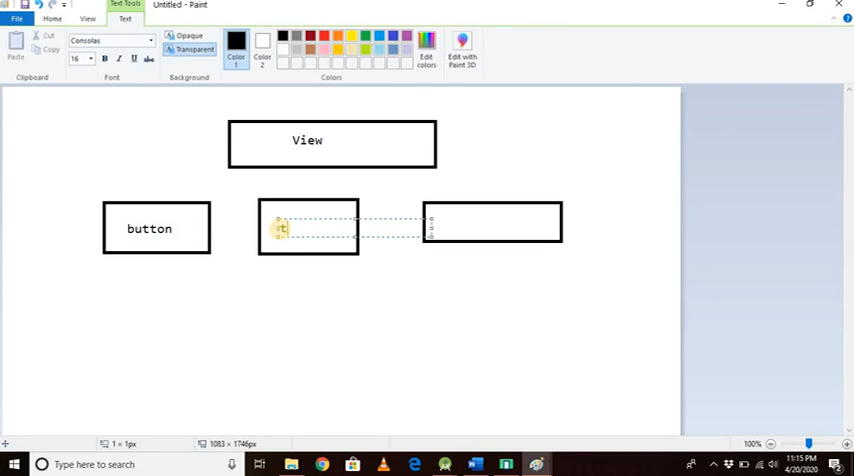 Text Tools
Untitled - Paint
File
Home
View
Text
Paste
Cut
Copy
Clipboard
Consolas
16
B
I
U
abc
Font
A Opaque
A Transparent
Background
Color
1
Color
2
Colors
Edit
colors
Edit with
Paint 3D
View
button
t
1 × 1px
1083 × 1746px
100%
Type here to search
11:15 PM
4/20/2020